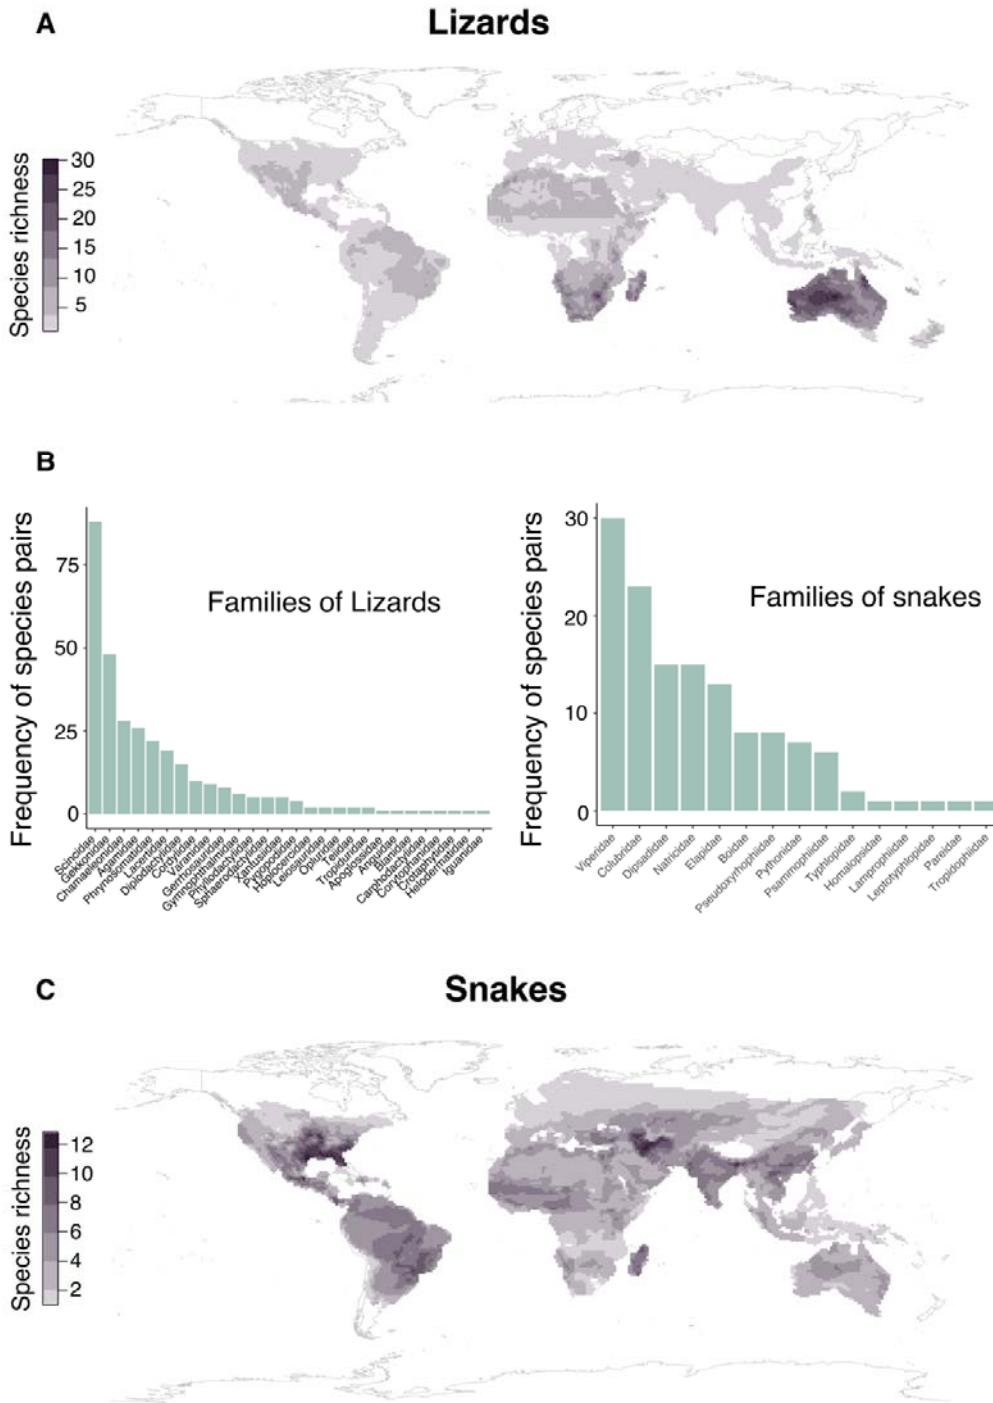 A
Lizards
Species richness
30
25
20
15
10
5
B
Frequency of species pairs
75
50
25
0
Families of Lizards
Scincidae
Gekkonidae
Chamaeleonidae
Agamidae
Phrynosomatidae
Lacertidae
Diplodactylidae
Cordylidae
Varanidae
Gerrhosauridae
Gymnophthalmidae
Phyllodactylidae
Sphaerodactylidae
Xantusiidae
Pygopodidae
Hoplocercidae
Leiosauridae
Opluridae
Teiidae
Tropiduridae
Anguidae
Carphodactylidae
Corytophanidae
Crotaphytidae
Helodermatidae
Iguanidae
Frequency of species pairs
30
20
10
0
Families of snakes
Viperidae
Colubridae
Dipsadidae
Natricidae
Elapidae
Boidae
Pseudoxyrhophiidae
Pythonidae
Psammophiidae
Typhlopidae
Homalopsidae
Lamprophiidae
Leptotyphlopidae
Pareidae
Tropidophiidae
C
Snakes
Species richness
12
10
8
6
4
2